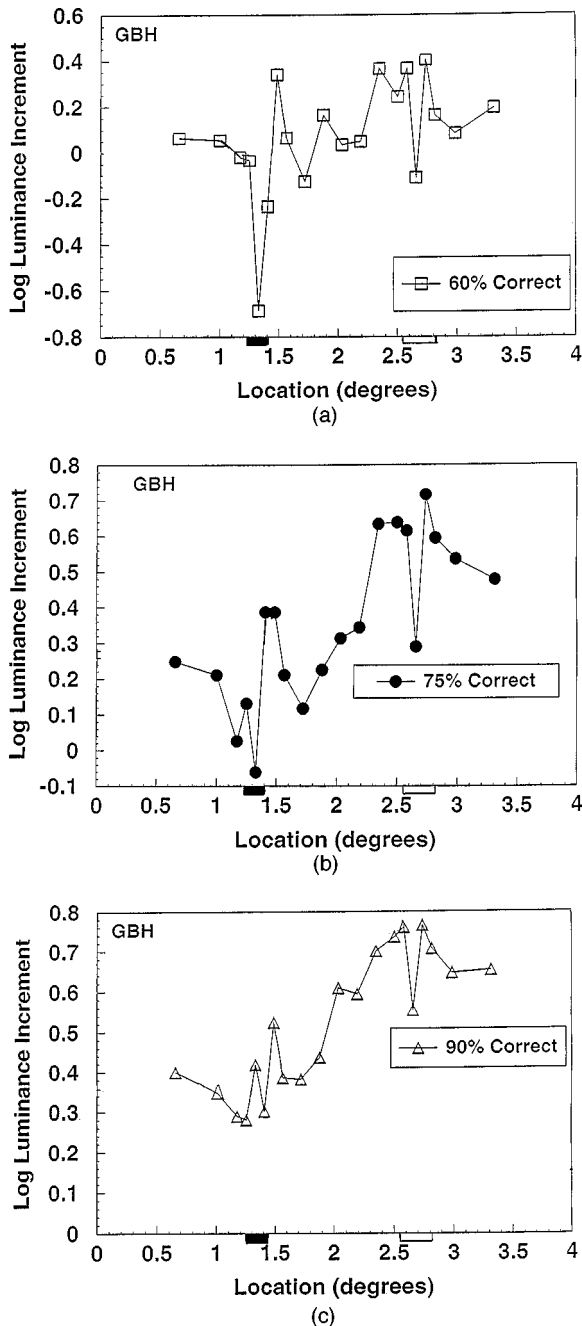 0.6
GBH
0.4
0.2
0
-0.2
-0.4
-0.6
-0.8
Log Luminance Increment
60% Correct
0 0.5 1 1.5 2 2.5 3 3.5 4
Location (degrees)
(a)
0.8
GBH
0.7
0.6
0.5
0.4
0.3
0.2
0.1
0
-0.1
Log Luminance Increment
75% Correct
0 0.5 1 1.5 2 2.5 3 3.5 4
Location (degrees)
(b)
0.8
GBH
0.7
0.6
0.5
0.4
0.3
0.2
0.1
0
Log Luminance Increment
90% Correct
0 0.5 1 1.5 2 2.5 3 3.5 4
Location (degrees)
(c)